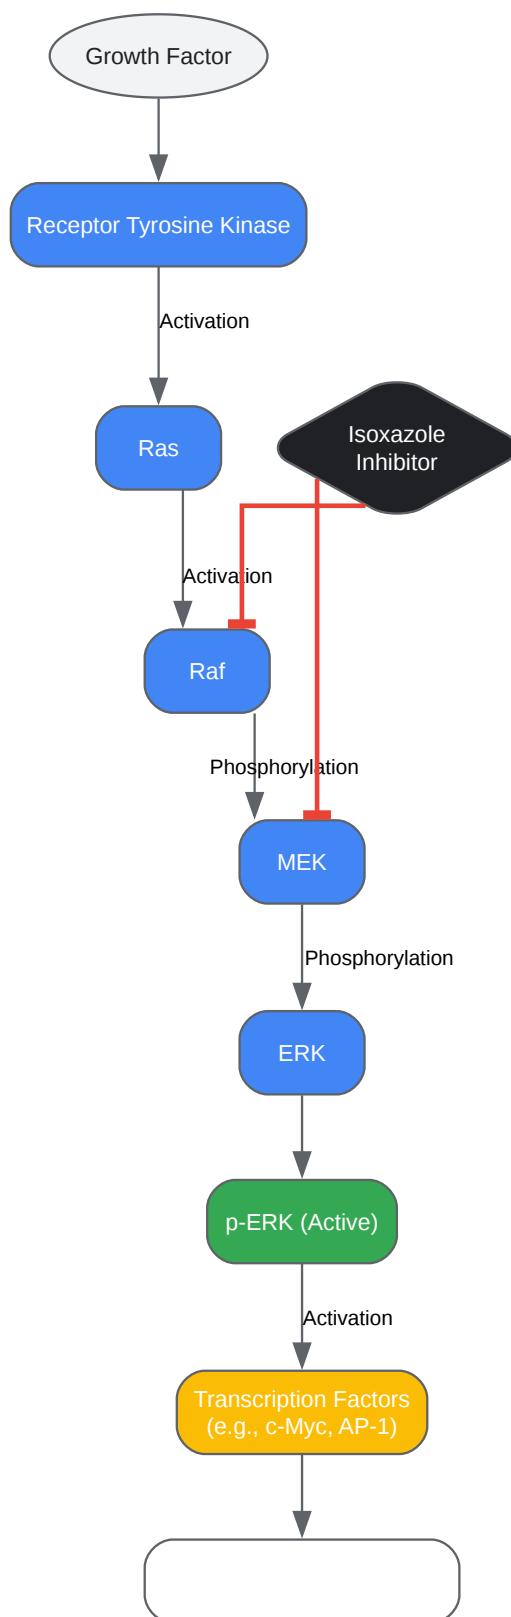 Growth Factor
Receptor Tyrosine Kinase
Activation
Ras
Isoxazole
Inhibitor
Activation
Raf
Phosphorylation
MEK
Phosphorylation
ERK
p-ERK (Active)
Activation
Transcription Factors
(e.g., c-Myc, AP-1)